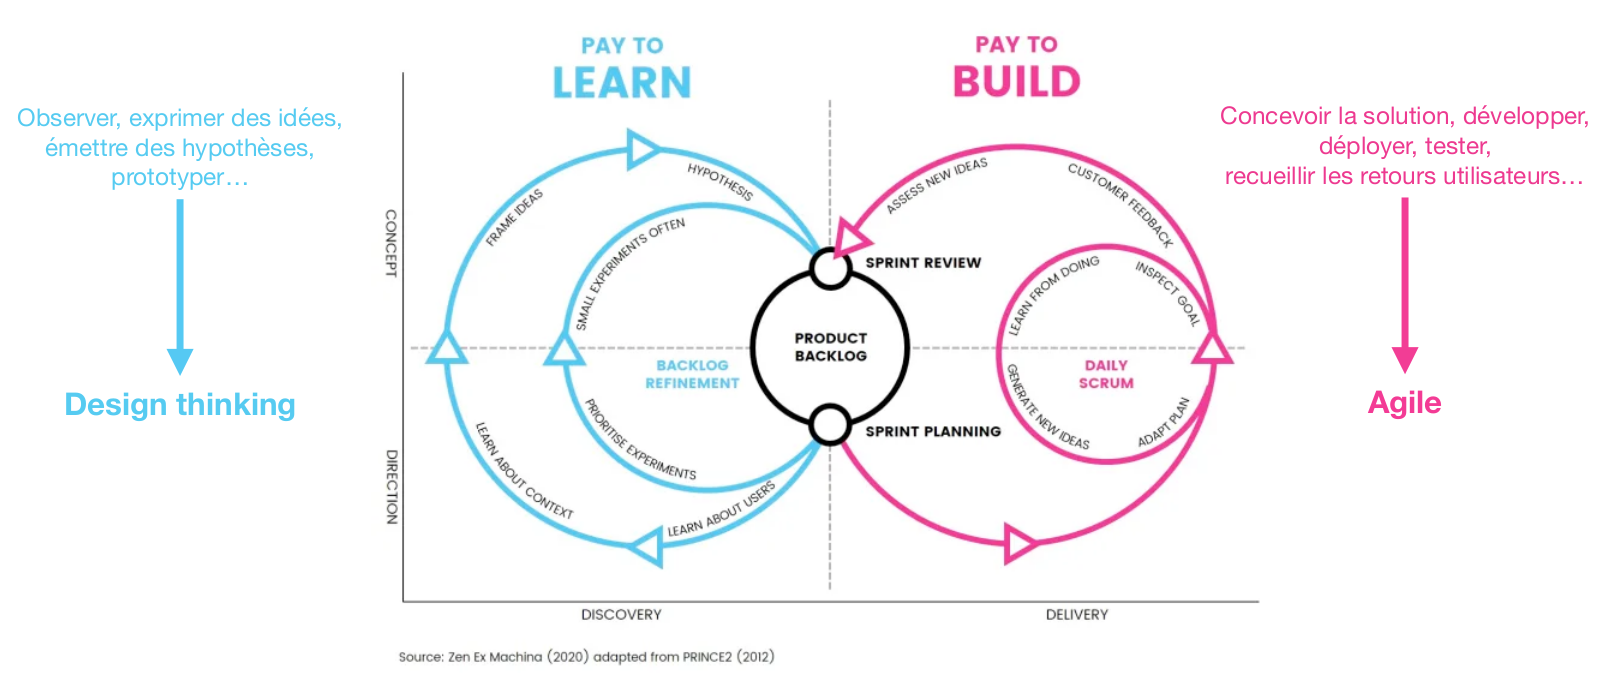 PAY TO
LEARN
PAY TO
BUILD
Observer, exprimer des idées,
émettre des hypothèses,
prototyper…
Design thinking
Concevoir la solution, développer,
déployer, tester,
recueillir les retours utilisateurs…
Agile
CONCEPT
DIRECTION
FRAME IDEAS
HYPOTHESIS
SMALL EXPERIMENTS OFTEN
BACKLOG
REFINEMENT
PRIORITISE EXPERIMENTS
LEARN ABOUT CONTEXT
LEARN ABOUT USERS
SPRINT REVIEW
PRODUCT
BACKLOG
SPRINT PLANNING
ASSESS NEW IDEAS
CUSTOMER FEEDBACK
LEARN FROM DOING
INSPECT GOAL
DAILY
SCRUM
GENERATE NEW IDEAS
ADAPT PLAN
DISCOVERY
DELIVERY
Source: Zen Ex Machina (2020) adapted from PRINCE2 (2012)